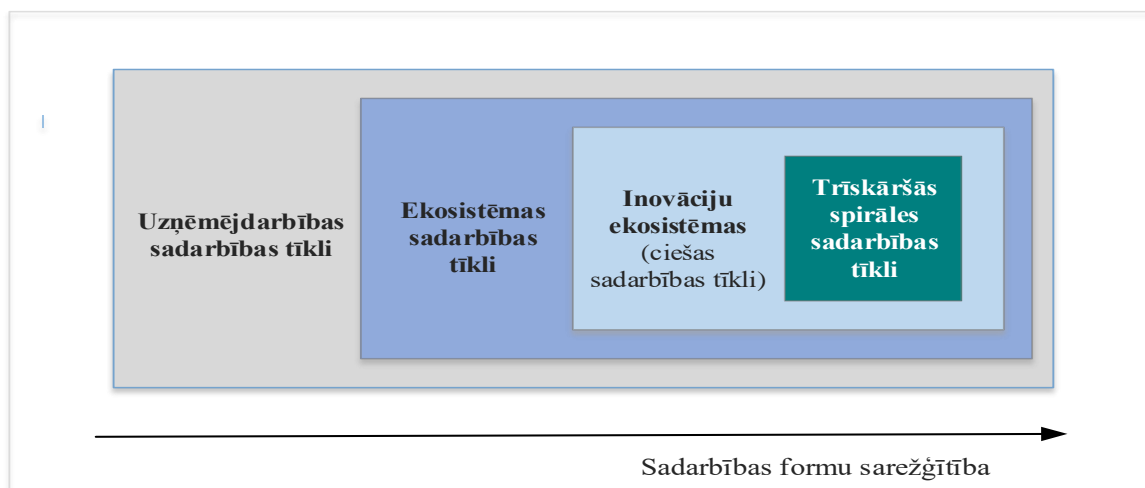 Uzņēmējdarbības
sadarbības tīkli
Ekosistēmas
sadarbības
tīkli
Inovāciju
ekosistēmas
(ciešas
sadarbības tīkli)
Trīskāršās
spirāles
sadarbības
tīkli
Sadarbības formu sarežģītība